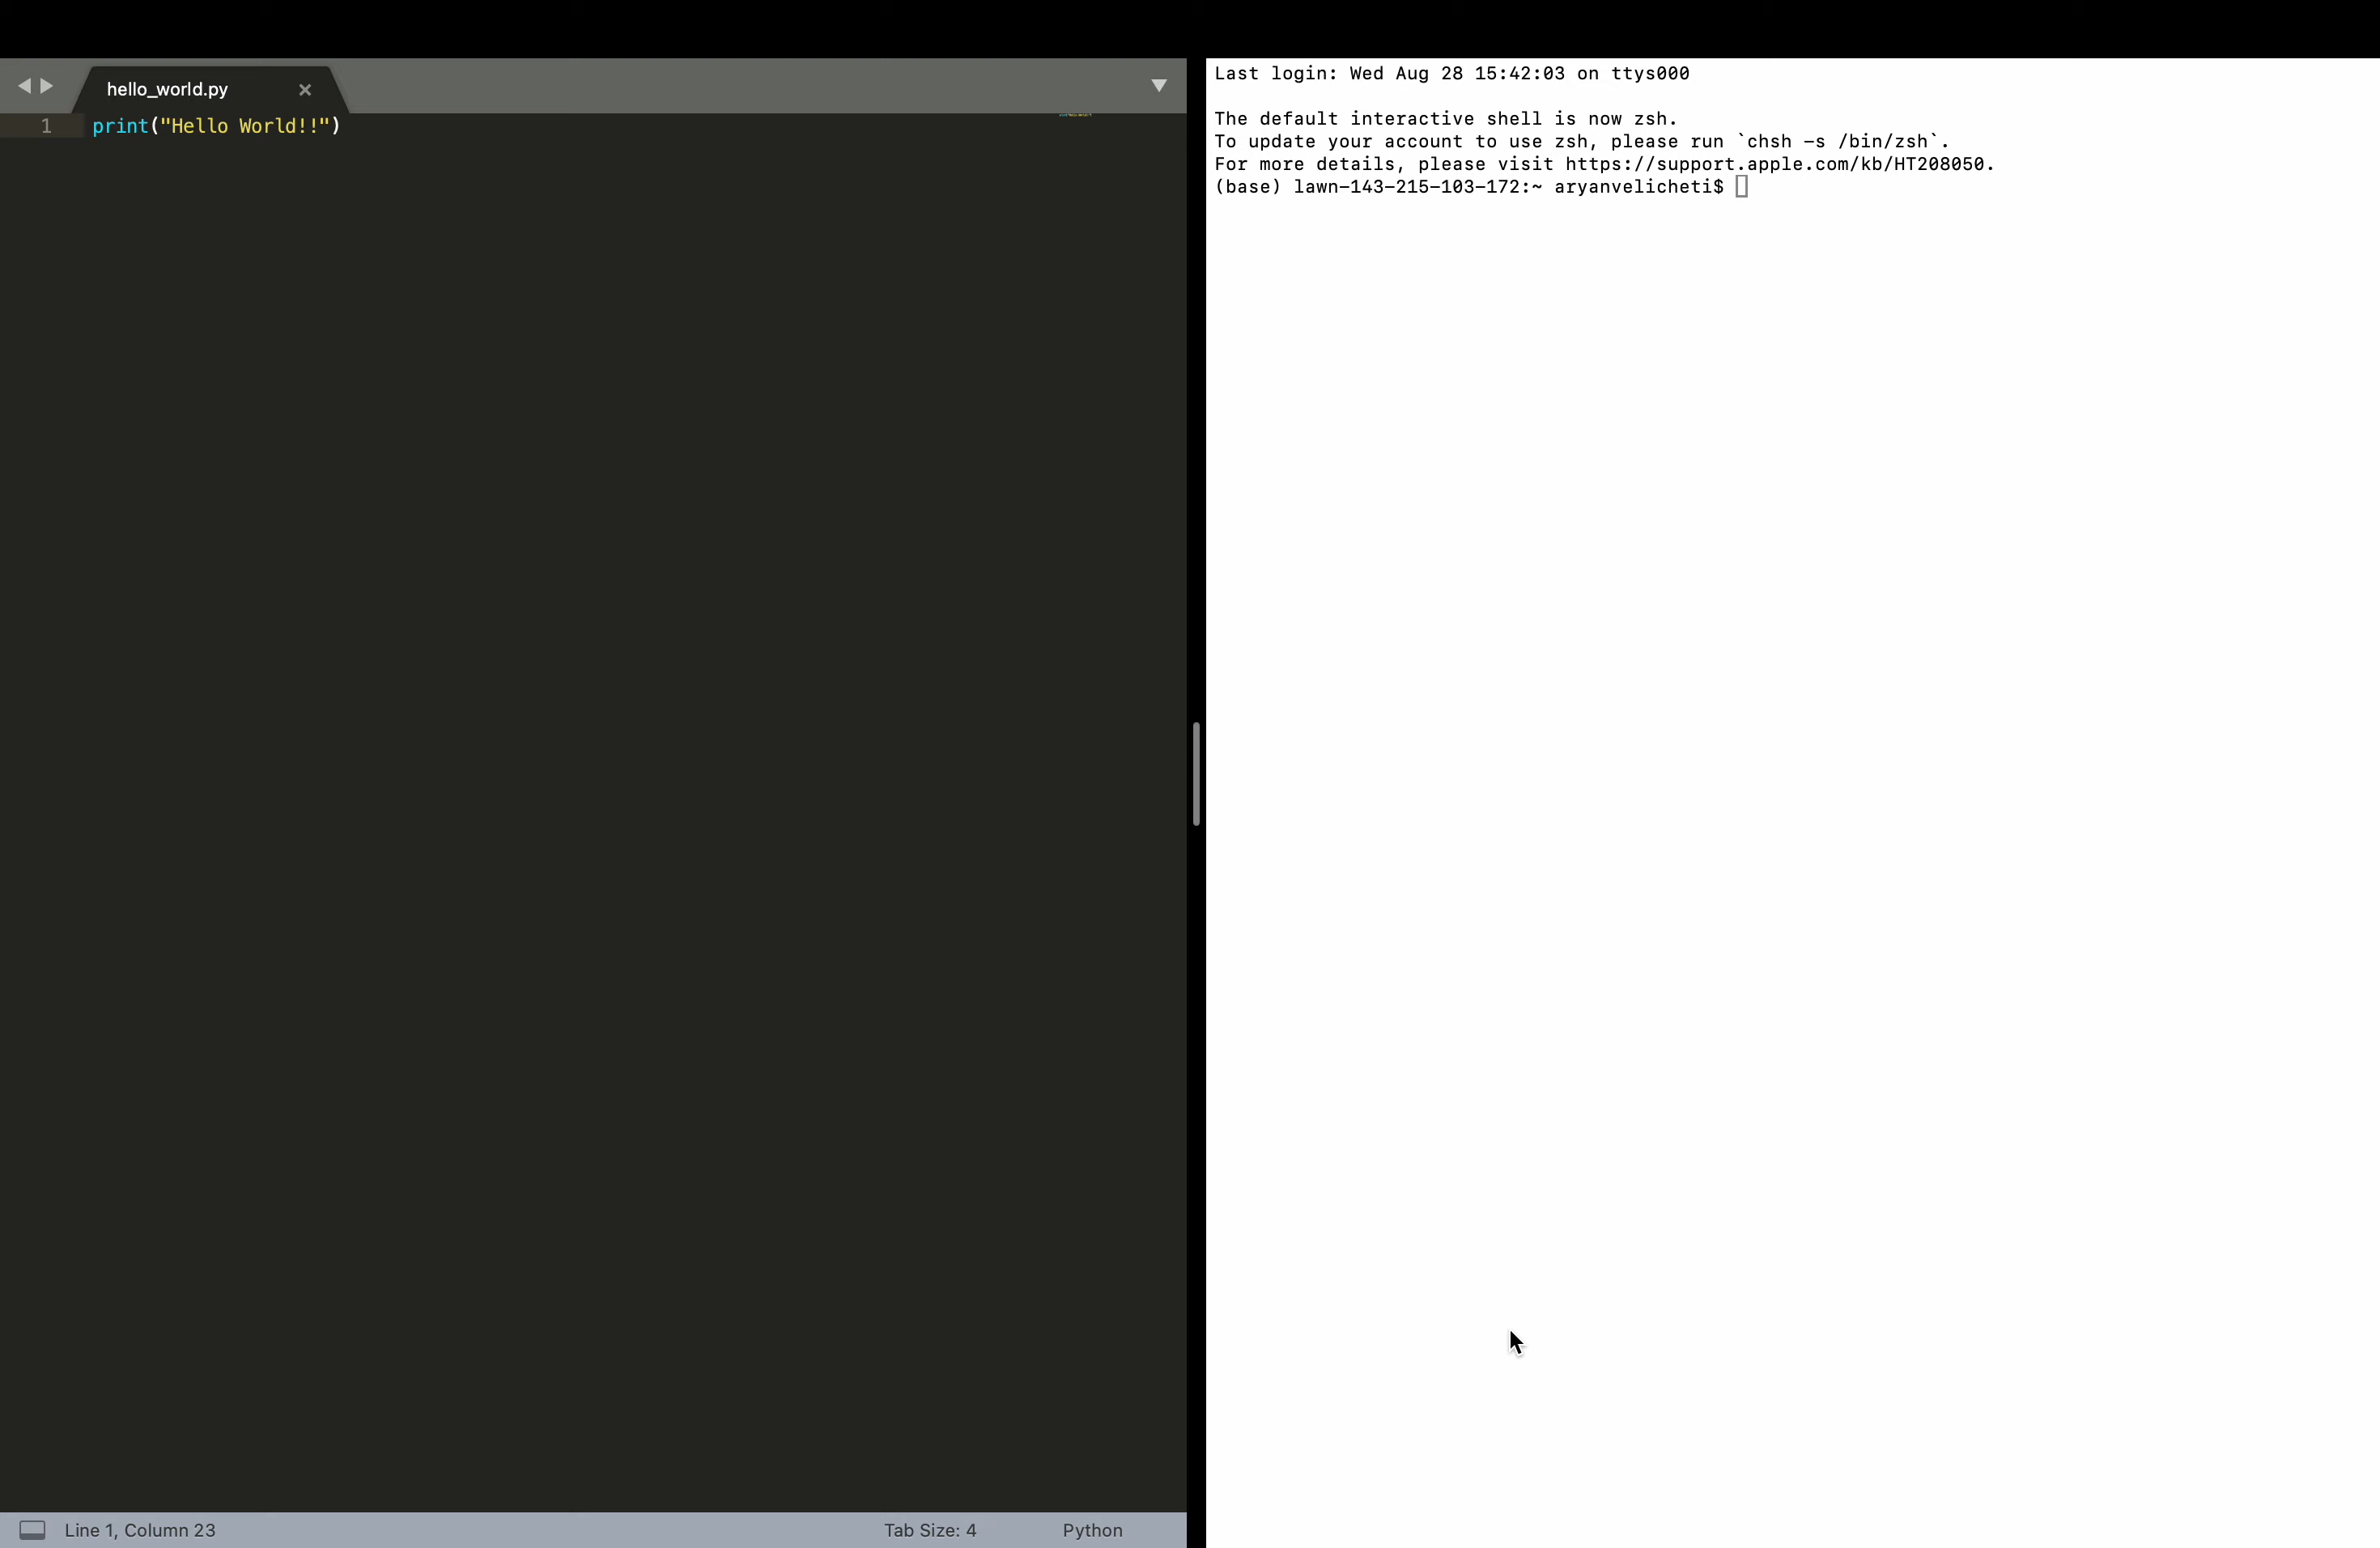 hello_world.py
1 print("Hello World!!")
Line 1, Column 23
Tab Size: 4
Python
Last login: Wed Aug 28 15:42:03 on ttys000
The default interactive shell is now zsh.
To update your account to use zsh, please run `chsh -s /bin/zsh`.
For more details, please visit https://support.apple.com/kb/HT208050.
(base) lawn-143-215-103-172:~ aryanvelicheti$